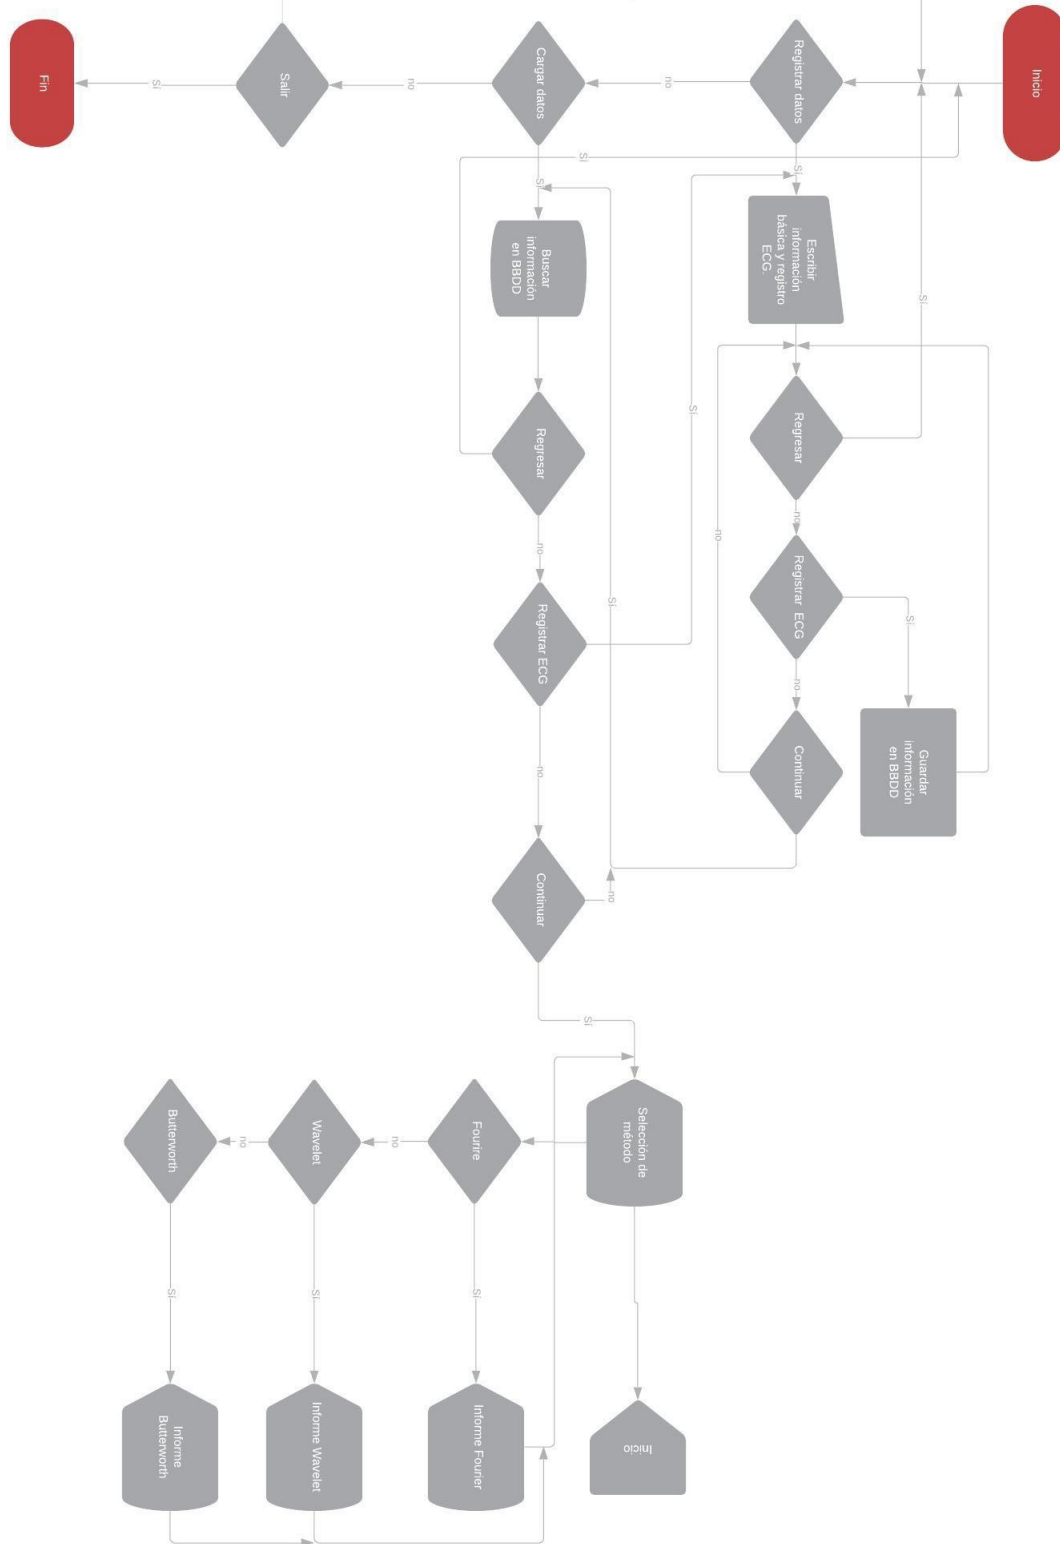 Inicio
Registrar datos
no
Cargar datos
no
Salir
Sí
Fin
Sí
Escribir
información
básica y registro
ECG.
Regresar
Sí
no
Registrar ECG
Sí
Guardar
información
en BBDD
no
Continuar
no
Sí
Sí
Buscar
información
en BBDD
Regresar
Sí
no
Registrar ECG
Sí
no
Continuar
no
Sí
Selección de
método
Inicio
Fourire
no
Wavelet
no
Butterworth
Sí
Sí
Sí
Informe Fourier
Informe Wavelet
Informe
Butterworth